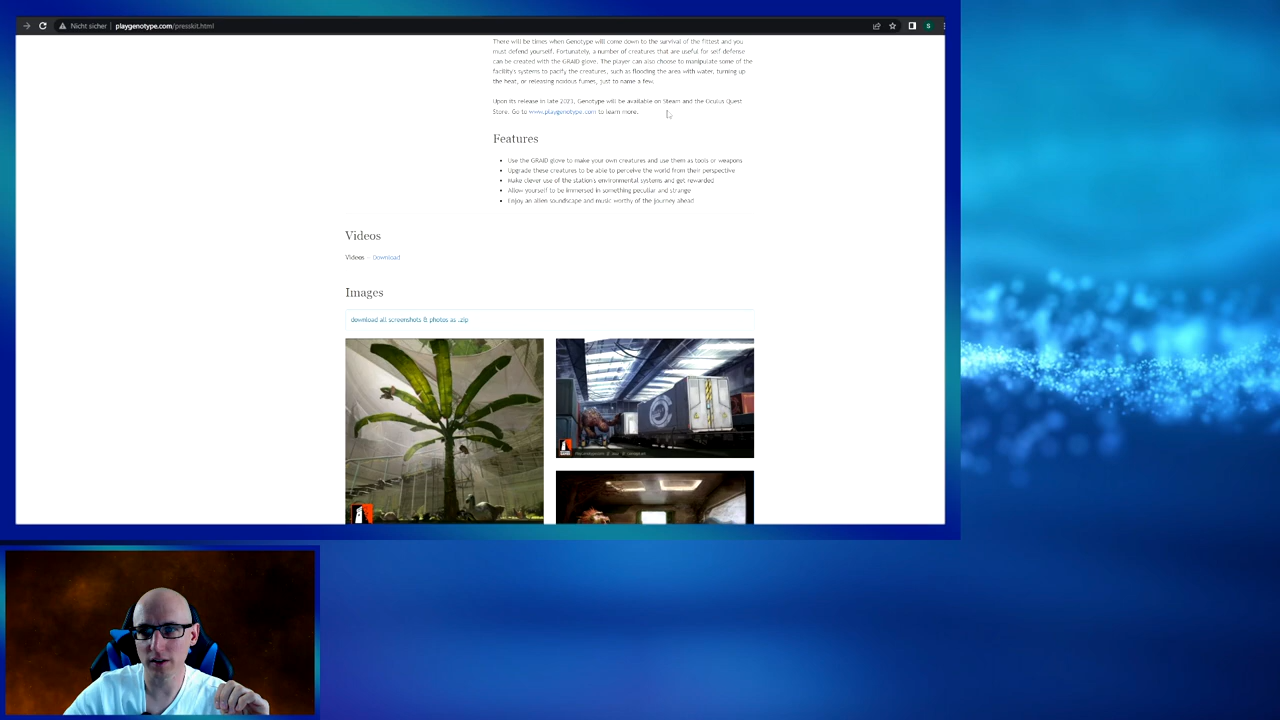 Nicht sicher
playgenotype.com/presskit.html
S
There will be times when Genotype will come down to the survival of the fittest and you
must defend yourself. Fortunately, a number of creatures that are useful for self defense
can be created with the GRAID glove. The player can also choose to manipulate some of the
facility's systems to pacify the creatures, such as flooding the area with water, turning up
the heat, or releasing noxious fumes, just to name a few.
Upon its release in late 2023, Genotype will be available on Steam and the Oculus Quest
Store. Go to www.playgenotype.com to learn more.
Features
Use the GRAID glove to make your own creatures and use them as tools or weapons
Upgrade these creatures to be able to perceive the world from their perspective
Make clever use of the station's environmental systems and get rewarded
Allow yourself to be immersed in something peculiar and strange
Enjoy an alien soundscape and music worthy of the journey ahead
Videos
Videos - Download
Images
download all screenshots & photos as .zip